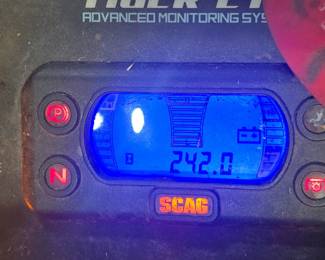 ADVANCED MONITORING SYS
P
242.0
N
SCAG